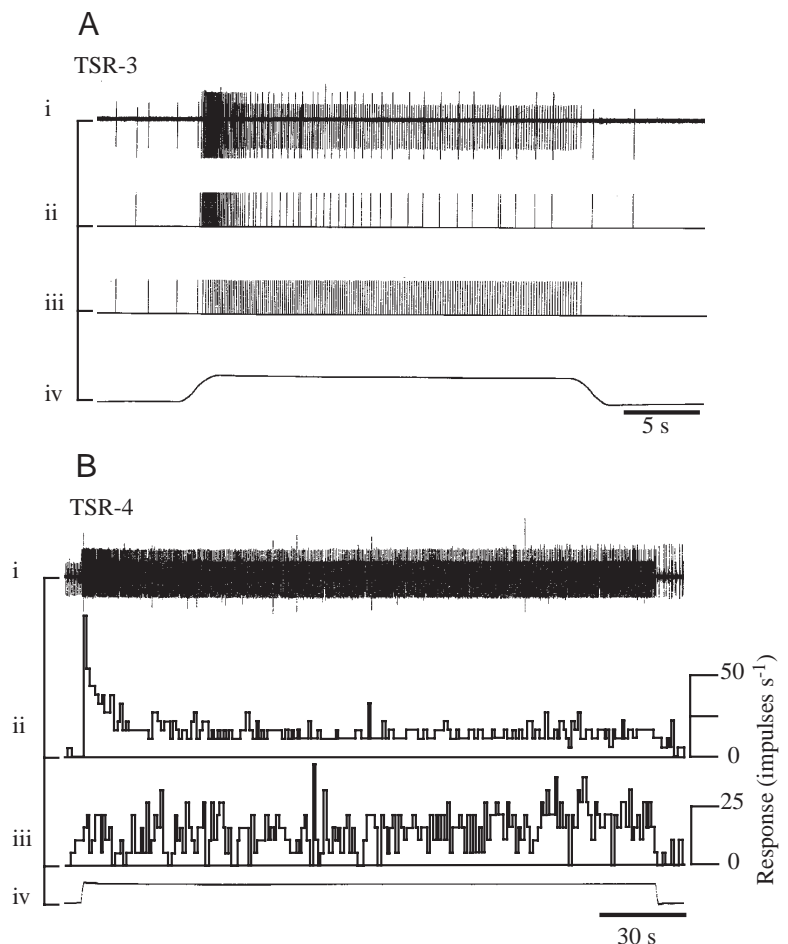 A
TSR-3
i
ii
iii
iv
5 s
B
TSR-4
i
50
ii
0
25
iii
0
Response (impulses s⁻¹)
iv
30 s